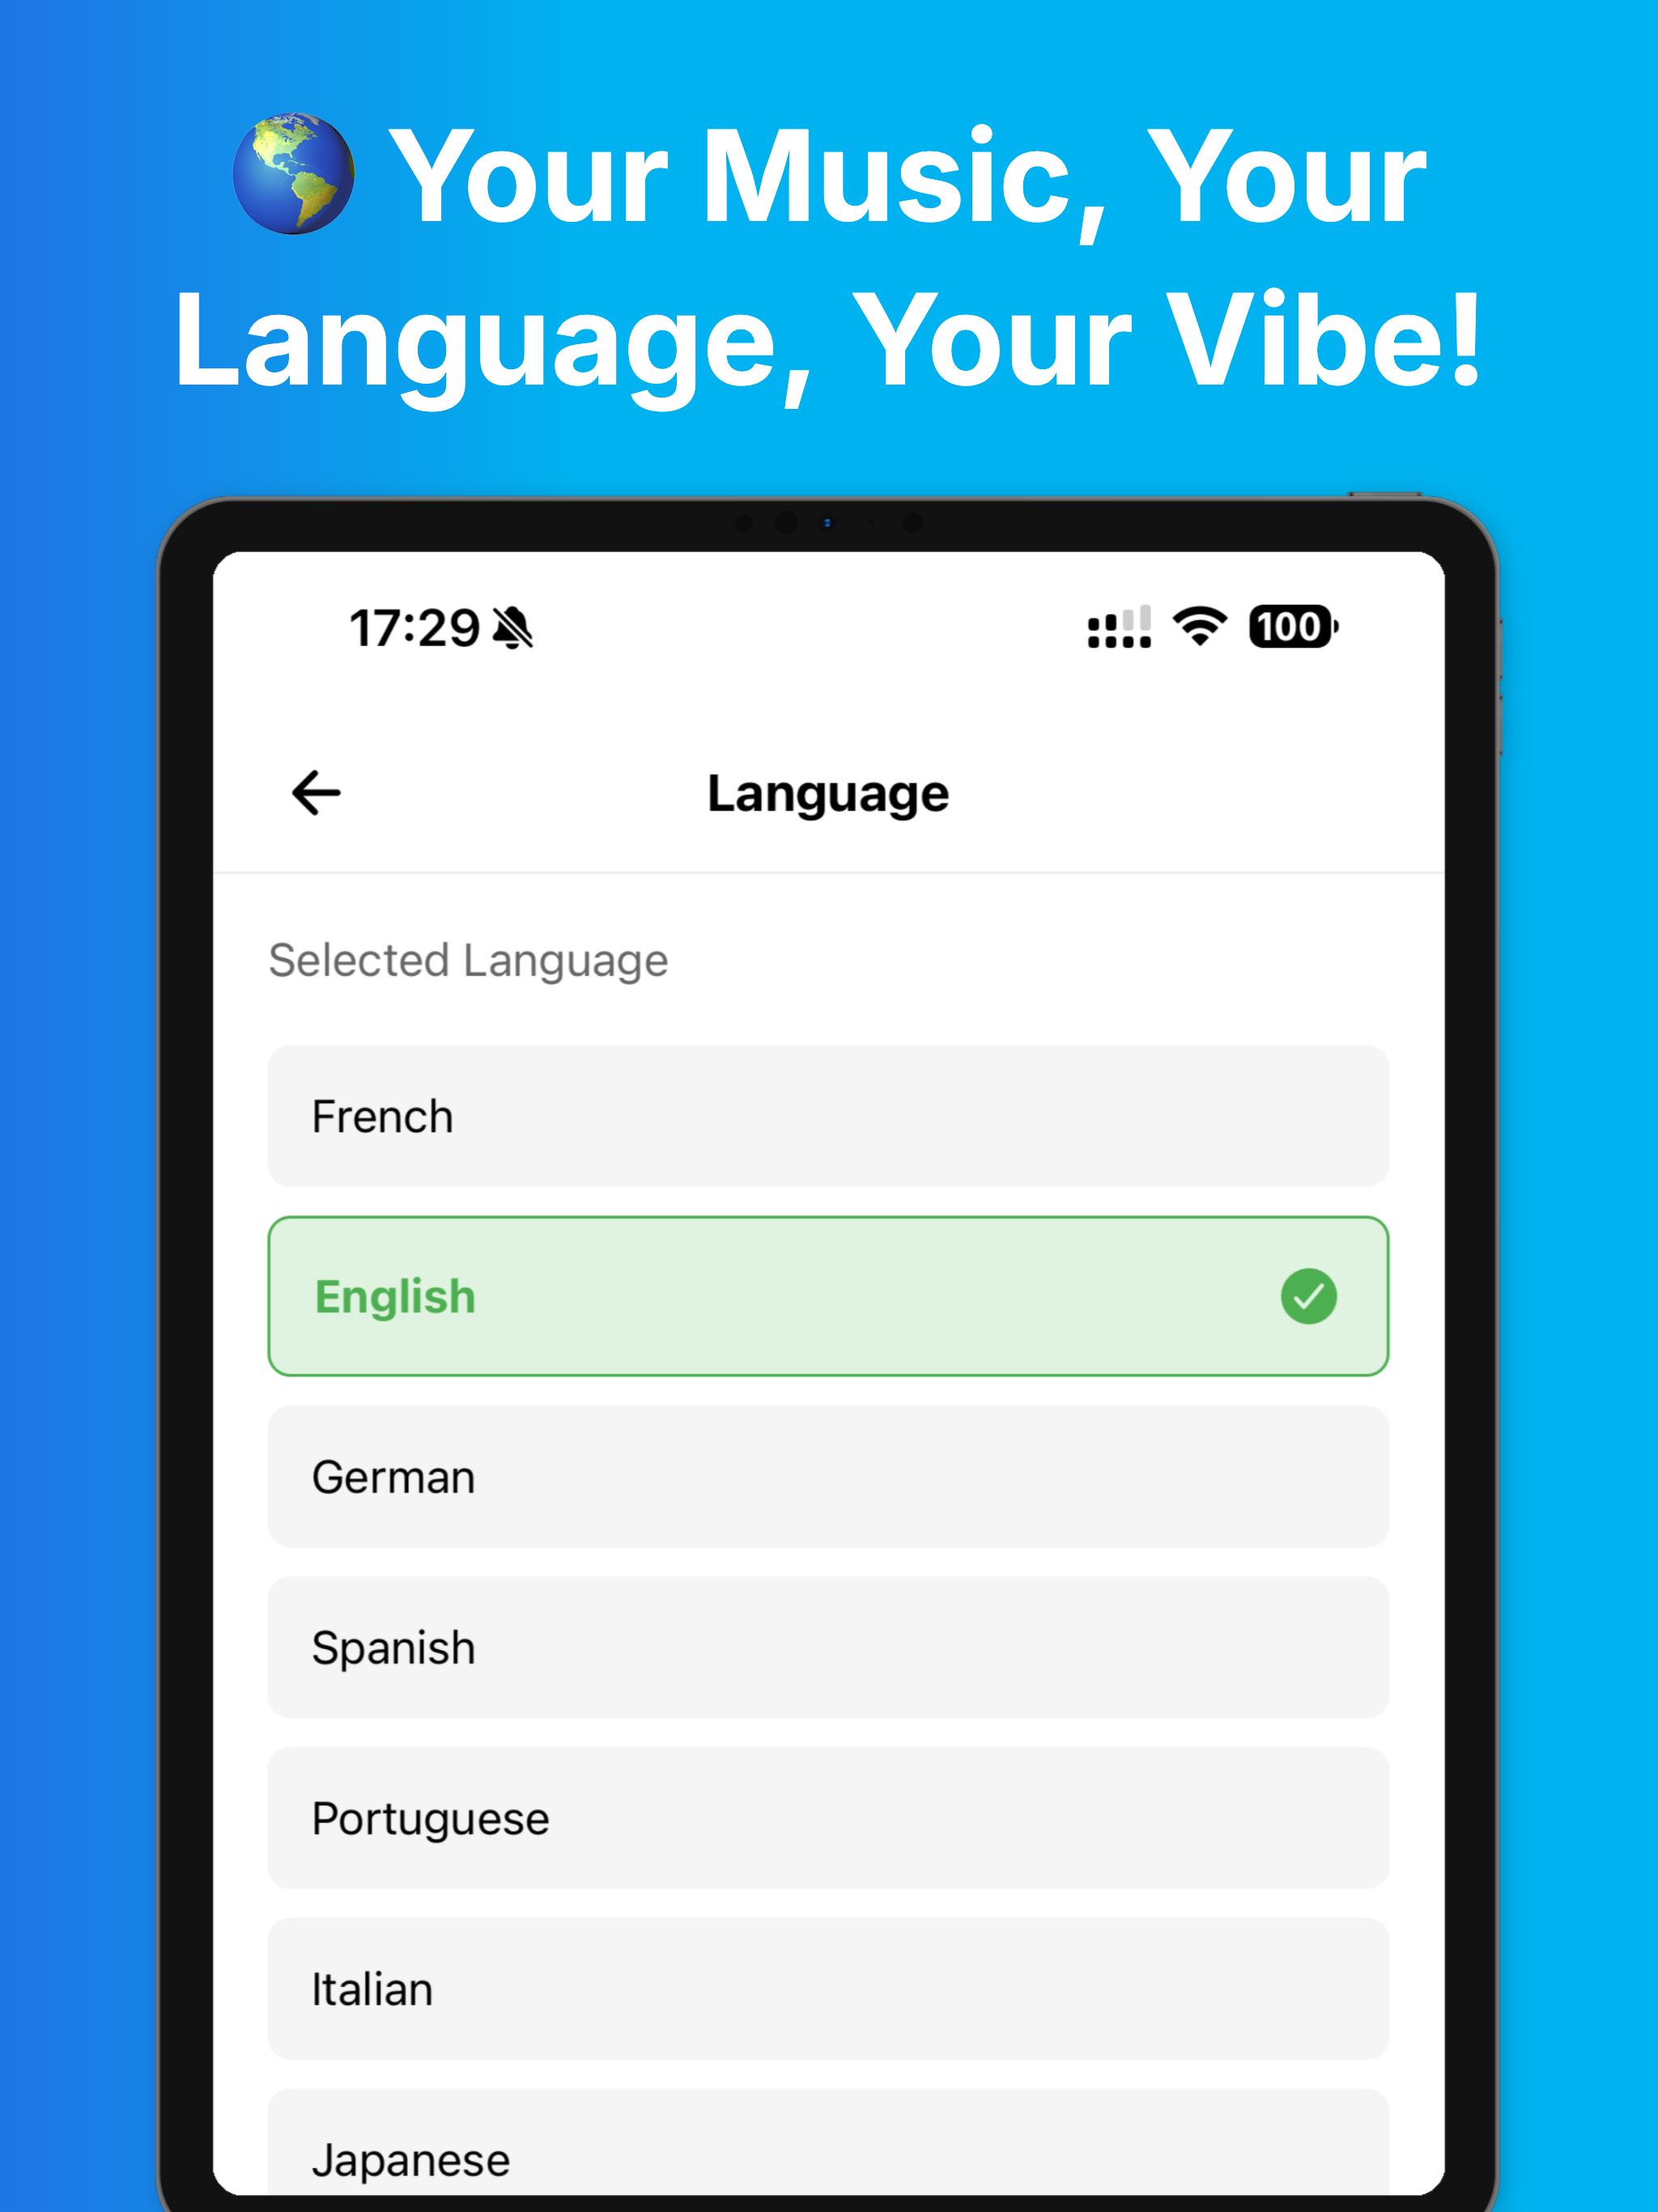 🌎 Your Music, Your
Language, Your Vibe!
17:29
100
Language
Selected Language
French
English
German
Spanish
Portuguese
Italian
Japanese